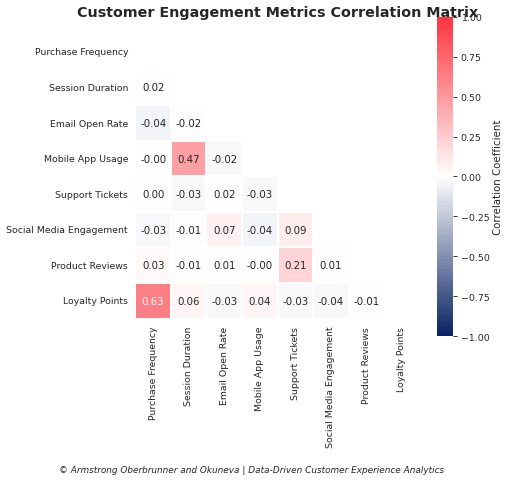 Customer Engagement Metrics Correlation Matrix
Purchase Frequency
Session Duration 0.02
Email Open Rate -0.04 -0.02
Mobile App Usage -0.00 0.47 -0.02
Support Tickets 0.00 -0.03 0.02 -0.03
Social Media Engagement -0.03 -0.01 0.07 -0.04 0.09
Product Reviews 0.03 -0.01 0.01 -0.00 0.21 0.01
Loyalty Points 0.63 0.06 -0.03 0.04 -0.03 -0.04 -0.01
Purchase Frequency
Session Duration
Email Open Rate
Mobile App Usage
Support Tickets
Social Media Engagement
Product Reviews
Loyalty Points
1.00
0.75
0.50
0.25
0.00
−0.25
−0.50
−0.75
−1.00
Correlation Coefficient
© Armstrong Oberbrunner and Okuneva | Data-Driven Customer Experience Analytics